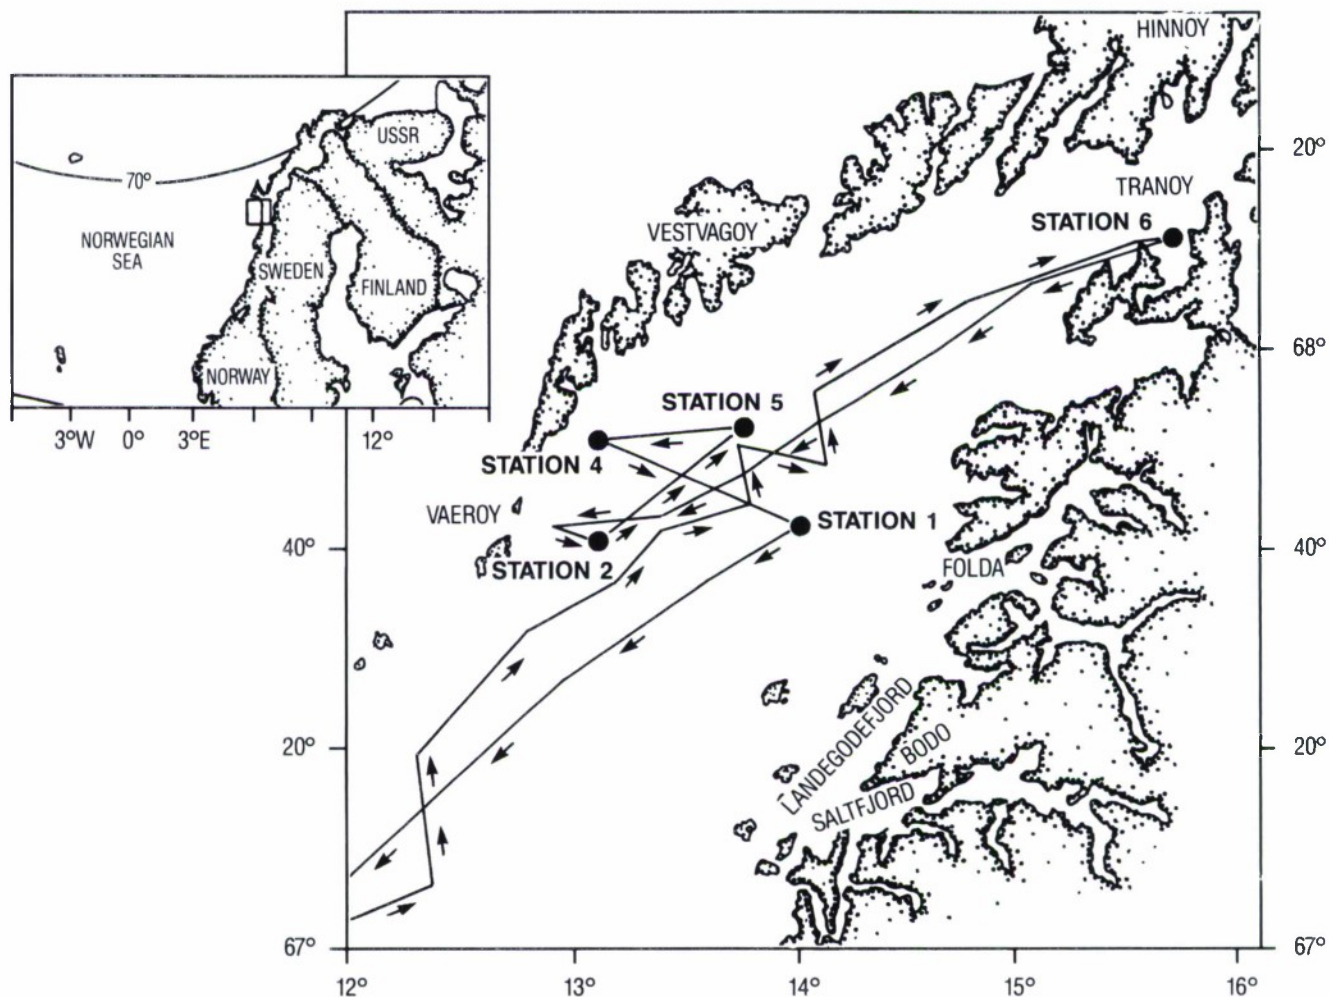 HINNOY
USSR
70°
20°
TRANOY
STATION 6
VESTVAGOY
NORWEGIAN
SEA
SWEDEN
FINLAND
NORWAY
68°
3°W
0°
3°E
12°
STATION 5
STATION 4
VAEROY
STATION 1
STATION 2
40°
40°
FOLDA
LANDEGODEFJORD
BODO
SALTFJORD
20°
20°
67°
67°
12°
13°
14°
15°
16°